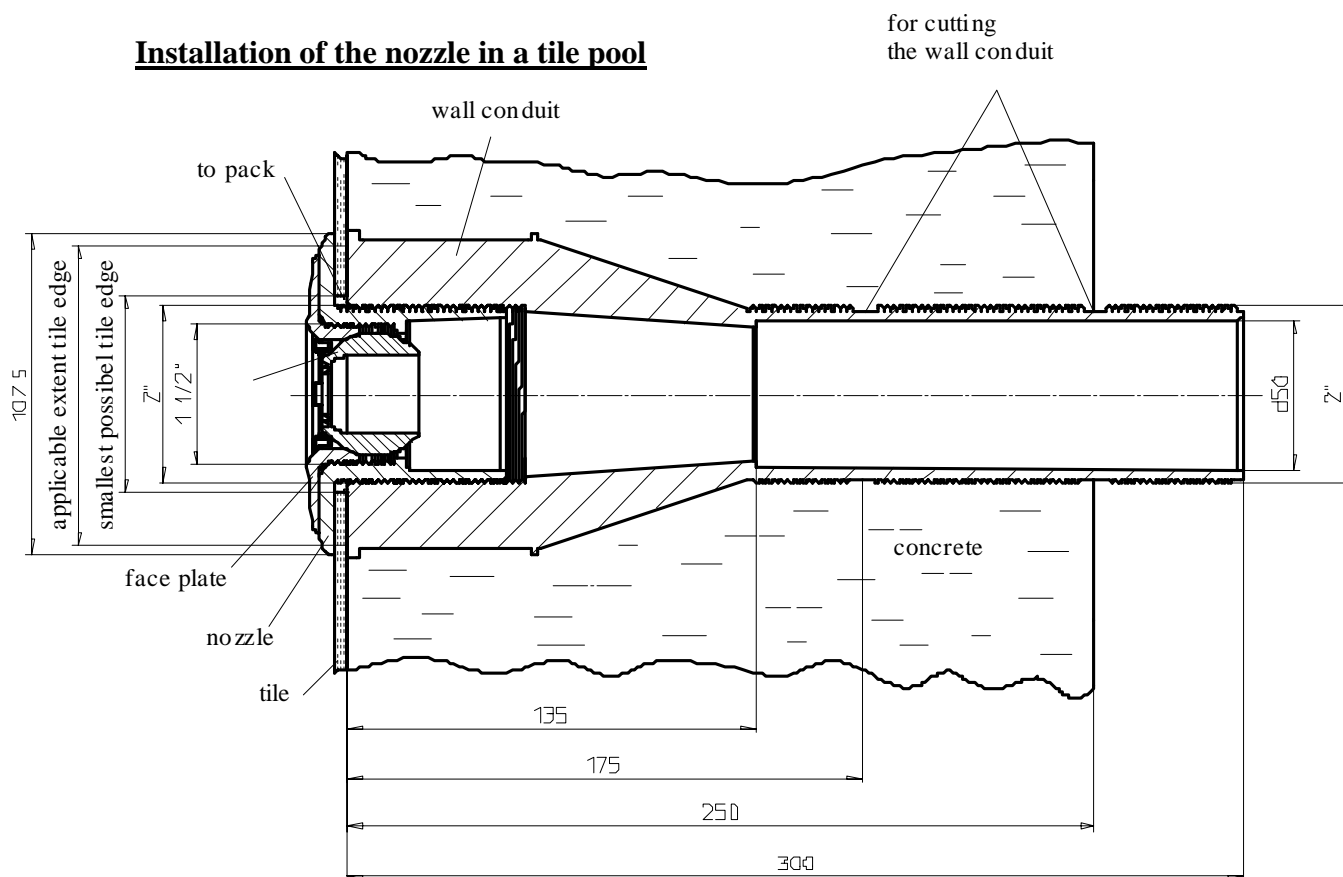 Installation of the nozzle in a tile pool
for cutting
the wall conduit
wall conduit
to pack
107.5
applicable extent tile edge
smallest possibel tile edge
2"
1 1/2"
d50
2"
concrete
face plate
nozzle
tile
135
175
250
300